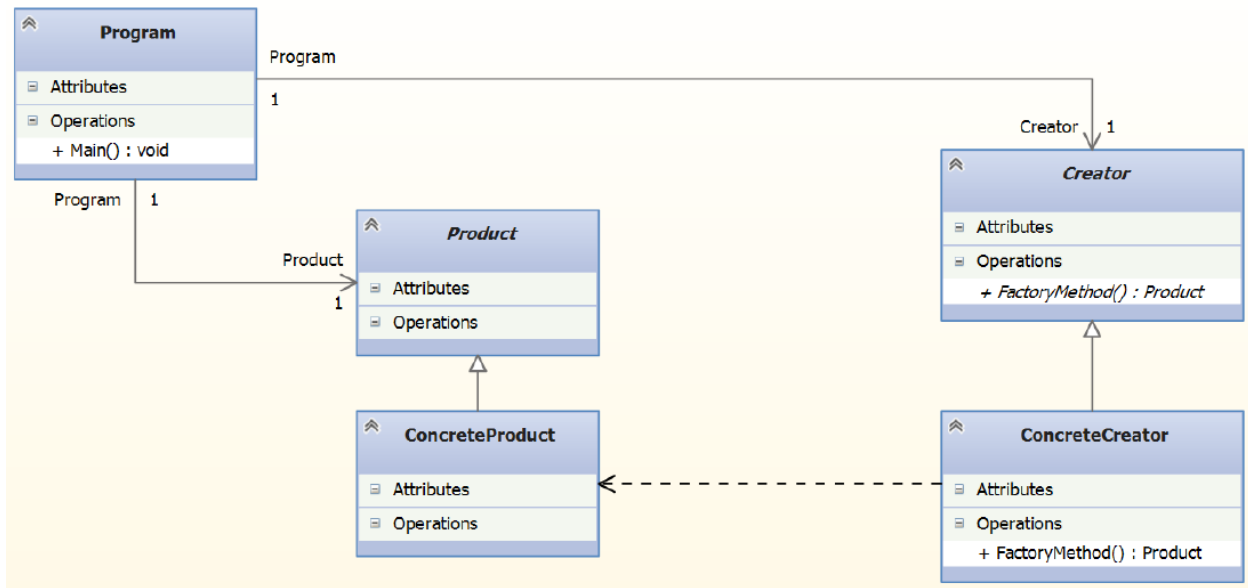 Program
Attributes
Operations
+ Main() : void
Program
1
Creator
1
Program
1
Product
1
Product
Attributes
Operations
Creator
Attributes
Operations
+ FactoryMethod() : Product
ConcreteProduct
Attributes
Operations
ConcreteCreator
Attributes
Operations
+ FactoryMethod() : Product